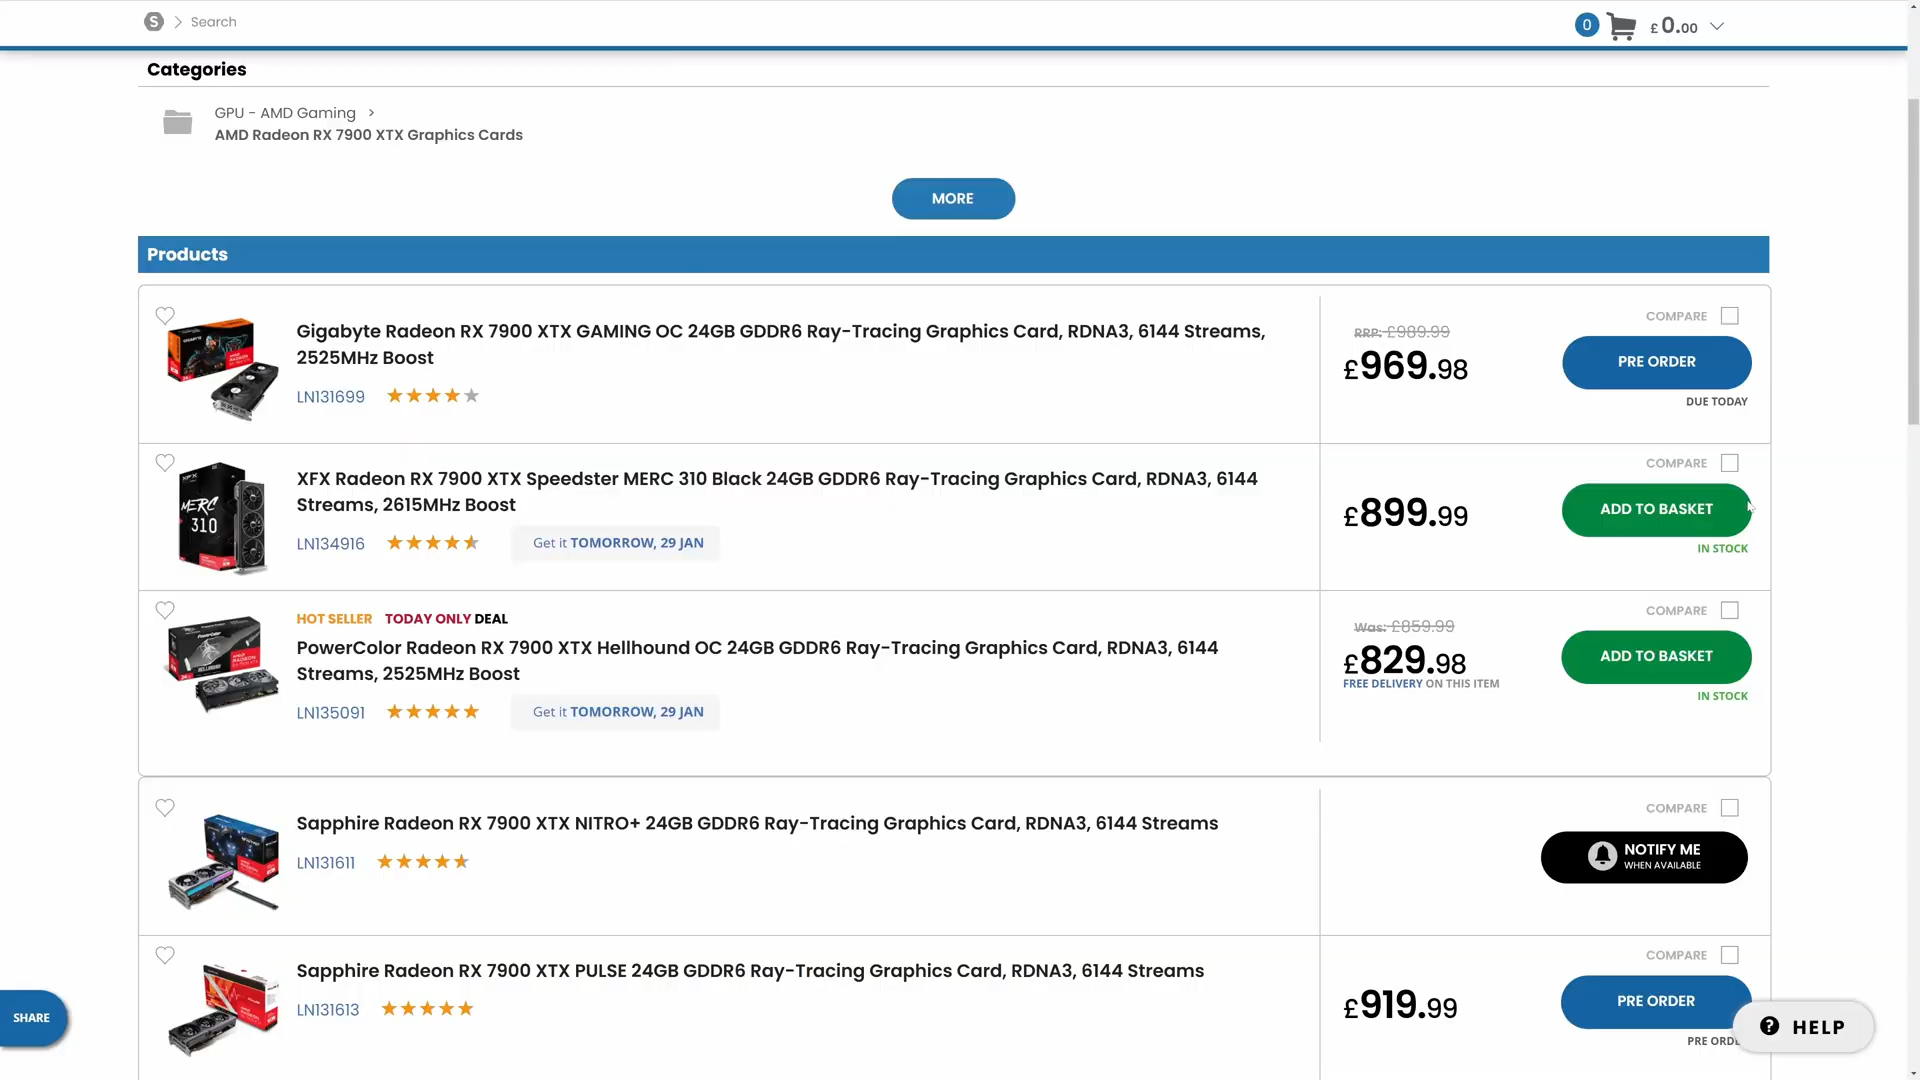 S > Search
0 £0.00
Categories
GPU - AMD Gaming >
AMD Radeon RX 7900 XTX Graphics Cards
MORE
Products
Gigabyte Radeon RX 7900 XTX GAMING OC 24GB GDDR6 Ray-Tracing Graphics Card, RDNA3, 6144 Streams,
2525MHz Boost
LN131699
RRP: £989.99
£969.98
COMPARE
PRE ORDER
DUE TODAY
XFX Radeon RX 7900 XTX Speedster MERC 310 Black 24GB GDDR6 Ray-Tracing Graphics Card, RDNA3, 6144
Streams, 2615MHz Boost
LN134916
Get it TOMORROW, 29 JAN
MERC
310
£899.99
COMPARE
ADD TO BASKET
IN STOCK
HOT SELLER TODAY ONLY DEAL
PowerColor Radeon RX 7900 XTX Hellhound OC 24GB GDDR6 Ray-Tracing Graphics Card, RDNA3, 6144
Streams, 2525MHz Boost
LN135091
Get it TOMORROW, 29 JAN
Was: £859.99
£829.98
FREE DELIVERY ON THIS ITEM
COMPARE
ADD TO BASKET
IN STOCK
Sapphire Radeon RX 7900 XTX NITRO+ 24GB GDDR6 Ray-Tracing Graphics Card, RDNA3, 6144 Streams
LN131611
COMPARE
NOTIFY ME
WHEN AVAILABLE
Sapphire Radeon RX 7900 XTX PULSE 24GB GDDR6 Ray-Tracing Graphics Card, RDNA3, 6144 Streams
LN131613
£919.99
COMPARE
PRE ORDER
PRE ORD
SHARE
? HELP